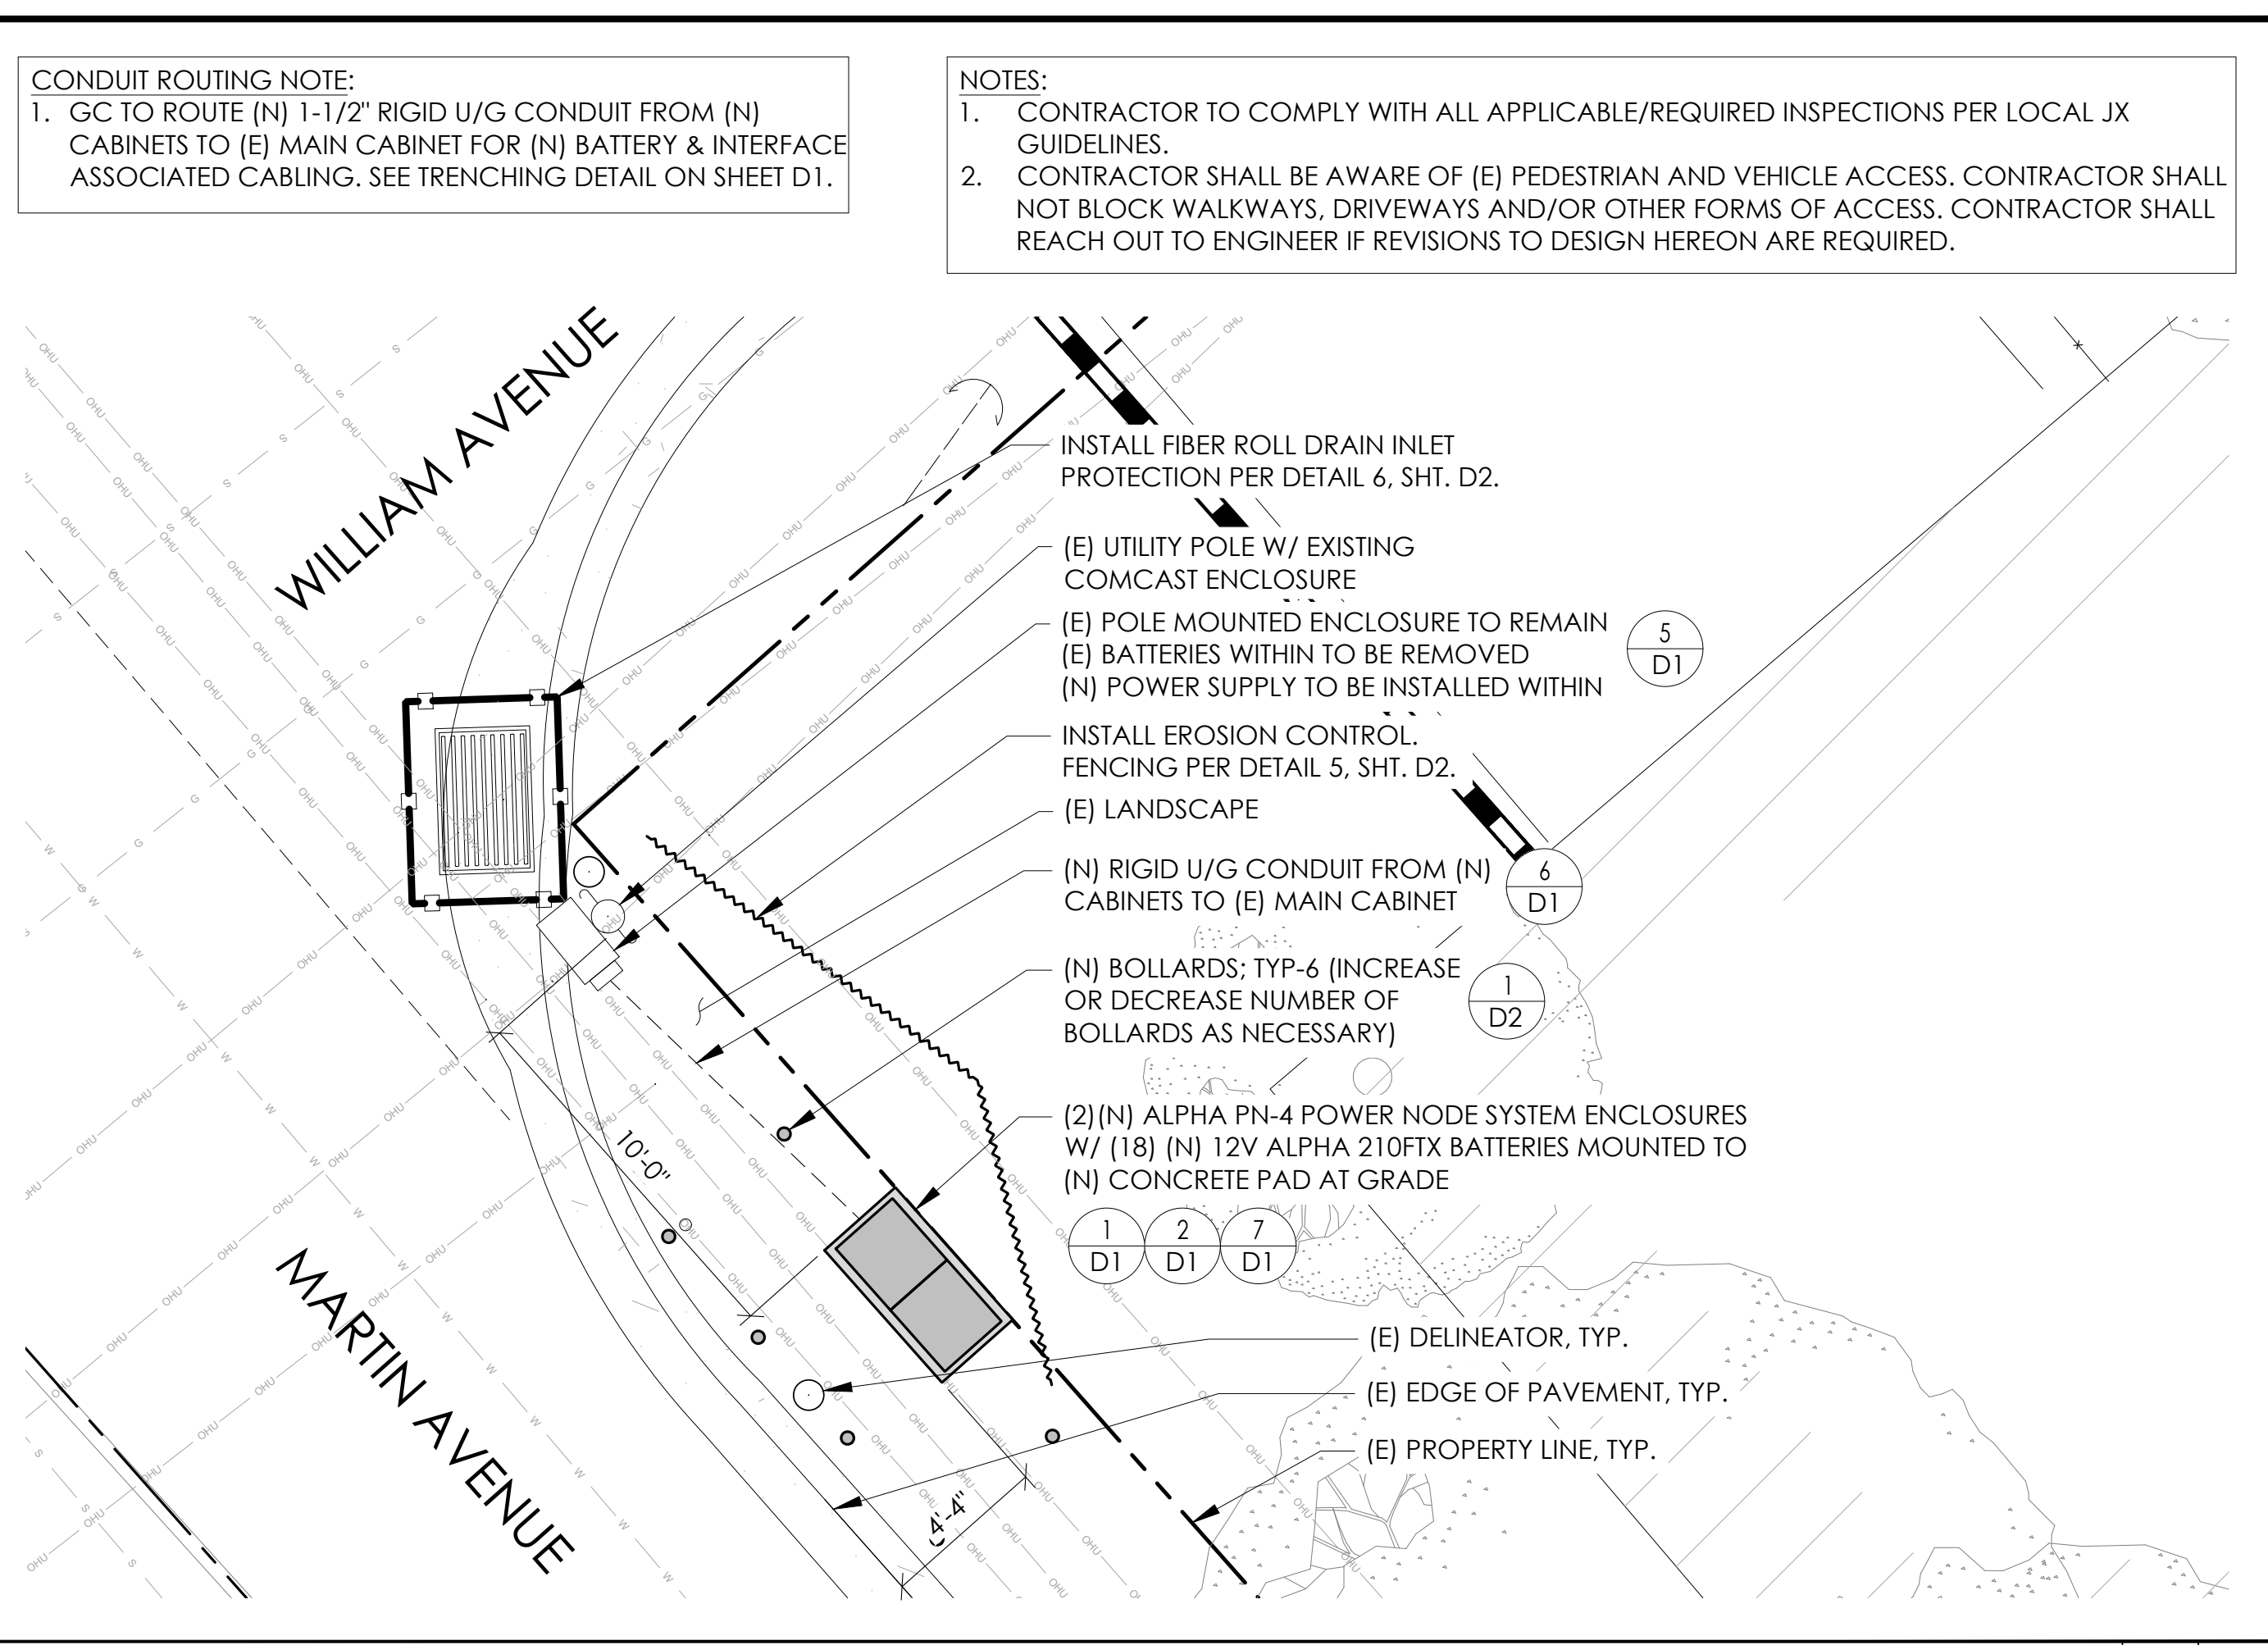 CONDUIT ROUTING NOTE:
1. GC TO ROUTE (N) 1-1/2" RIGID U/G CONDUIT FROM (N)
CABINETS TO (E) MAIN CABINET FOR (N) BATTERY & INTERFACE
ASSOCIATED CABLING. SEE TRENCHING DETAIL ON SHEET D1.
NOTES:
1. CONTRACTOR TO COMPLY WITH ALL APPLICABLE/REQUIRED INSPECTIONS PER LOCAL JX
GUIDELINES.
2. CONTRACTOR SHALL BE AWARE OF (E) PEDESTRIAN AND VEHICLE ACCESS. CONTRACTOR SHALL
NOT BLOCK WALKWAYS, DRIVEWAYS AND/OR OTHER FORMS OF ACCESS. CONTRACTOR SHALL
REACH OUT TO ENGINEER IF REVISIONS TO DESIGN HEREON ARE REQUIRED.
WILLIAM AVENUE
INSTALL FIBER ROLL DRAIN INLET
PROTECTION PER DETAIL 6, SHT. D2.
(E) UTILITY POLE W/ EXISTING
COMCAST ENCLOSURE
(E) POLE MOUNTED ENCLOSURE TO REMAIN
(E) BATTERIES WITHIN TO BE REMOVED
(N) POWER SUPPLY TO BE INSTALLED WITHIN
5
D1
INSTALL EROSION CONTROL.
FENCING PER DETAIL 5, SHT. D2.
(E) LANDSCAPE
(N) RIGID U/G CONDUIT FROM (N)
CABINETS TO (E) MAIN CABINET
6
D1
(N) BOLLARDS; TYP-6 (INCREASE
OR DECREASE NUMBER OF
BOLLARDS AS NECESSARY)
1
D2
(2)(N) ALPHA PN-4 POWER NODE SYSTEM ENCLOSURES
W/ (18) (N) 12V ALPHA 210FTX BATTERIES MOUNTED TO
(N) CONCRETE PAD AT GRADE
1
D1
2
D1
7
D1
10'-0"
MARTIN AVENUE
(E) DELINEATOR, TYP.
(E) EDGE OF PAVEMENT, TYP.
(E) PROPERTY LINE, TYP.
4'-4"
OHU
S
G
W